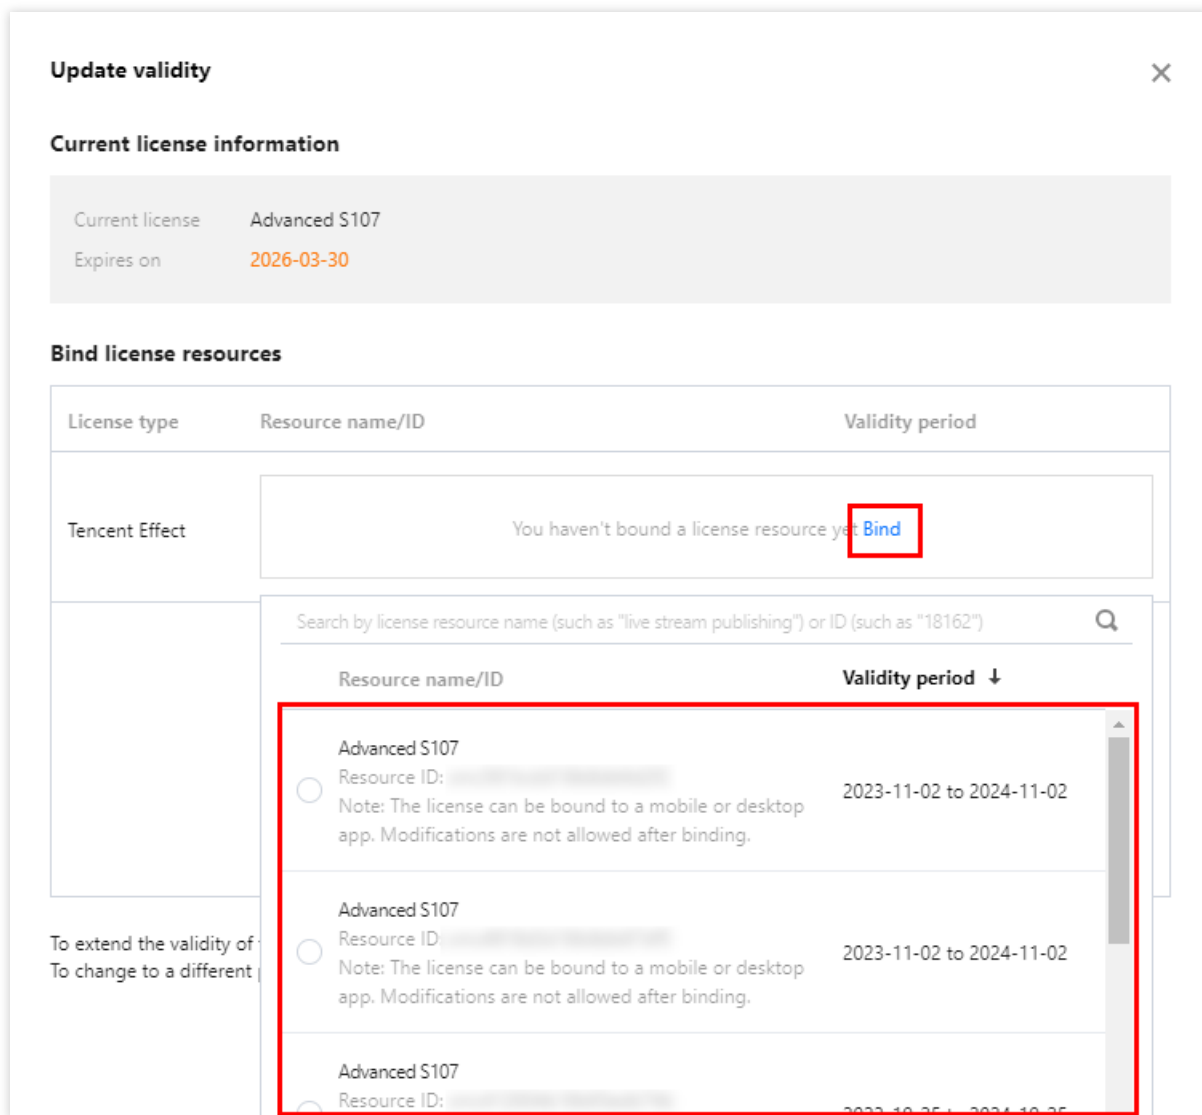 Update validity
Current license information
Current license Advanced S107
Expires on 2026-03-30
Bind license resources
License type Resource name/ID Validity period
Tencent Effect You haven't bound a license resource yet Bind
Search by license resource name (such as "live stream publishing") or ID (such as "18162")
Resource name/ID Validity period
Advanced S107
Resource ID:
Note: The license can be bound to a mobile or desktop
app. Modifications are not allowed after binding.
2023-11-02 to 2024-11-02
To extend the validity of
To change to a different
Advanced S107
Resource ID:
Note: The license can be bound to a mobile or desktop
app. Modifications are not allowed after binding.
2023-11-02 to 2024-11-02
Advanced S107
Resource ID: